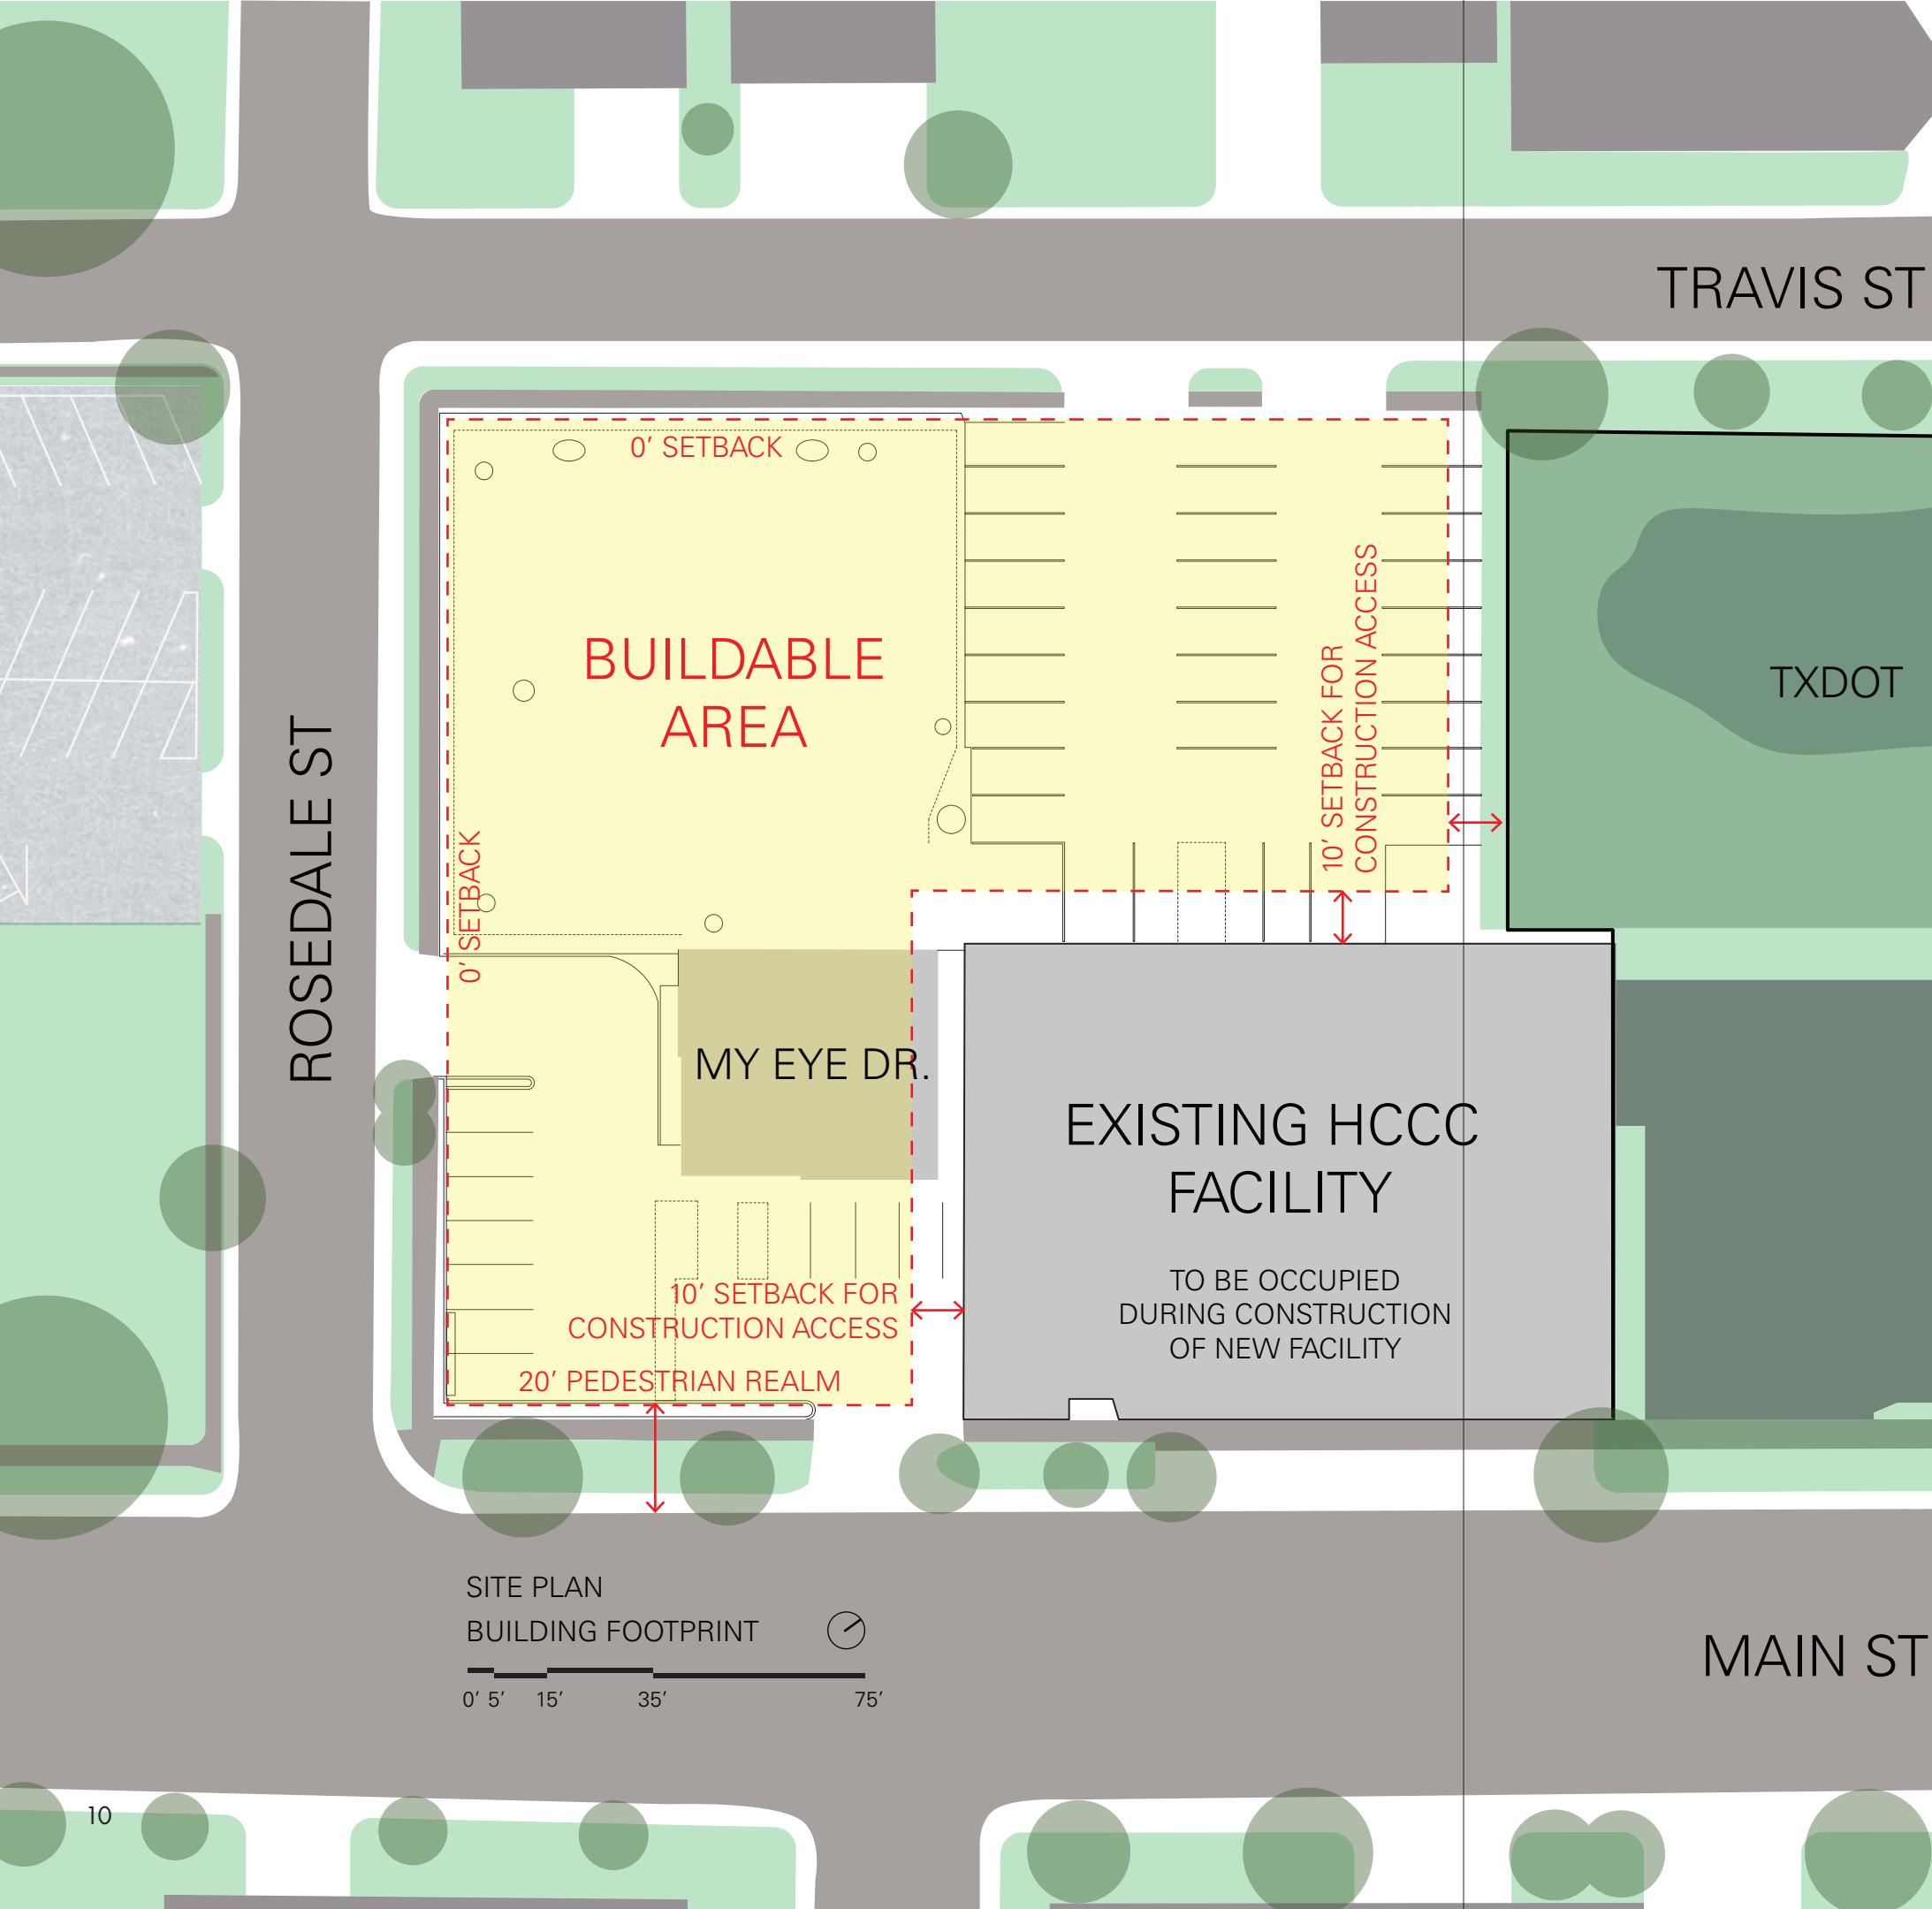 TRAVIS ST
0’ SETBACK
BUILDABLE
AREA
10’ SETBACK FOR
CONSTRUCTION ACCESS
TXDOT
ROSEDALE ST
0’ SETBACK
MY EYE DR.
EXISTING HCCC
FACILITY
TO BE OCCUPIED
DURING CONSTRUCTION
OF NEW FACILITY
10’ SETBACK FOR
CONSTRUCTION ACCESS
20’ PEDESTRIAN REALM
SITE PLAN
BUILDING FOOTPRINT
0’ 5’ 15’ 35’ 75’
MAIN ST
10